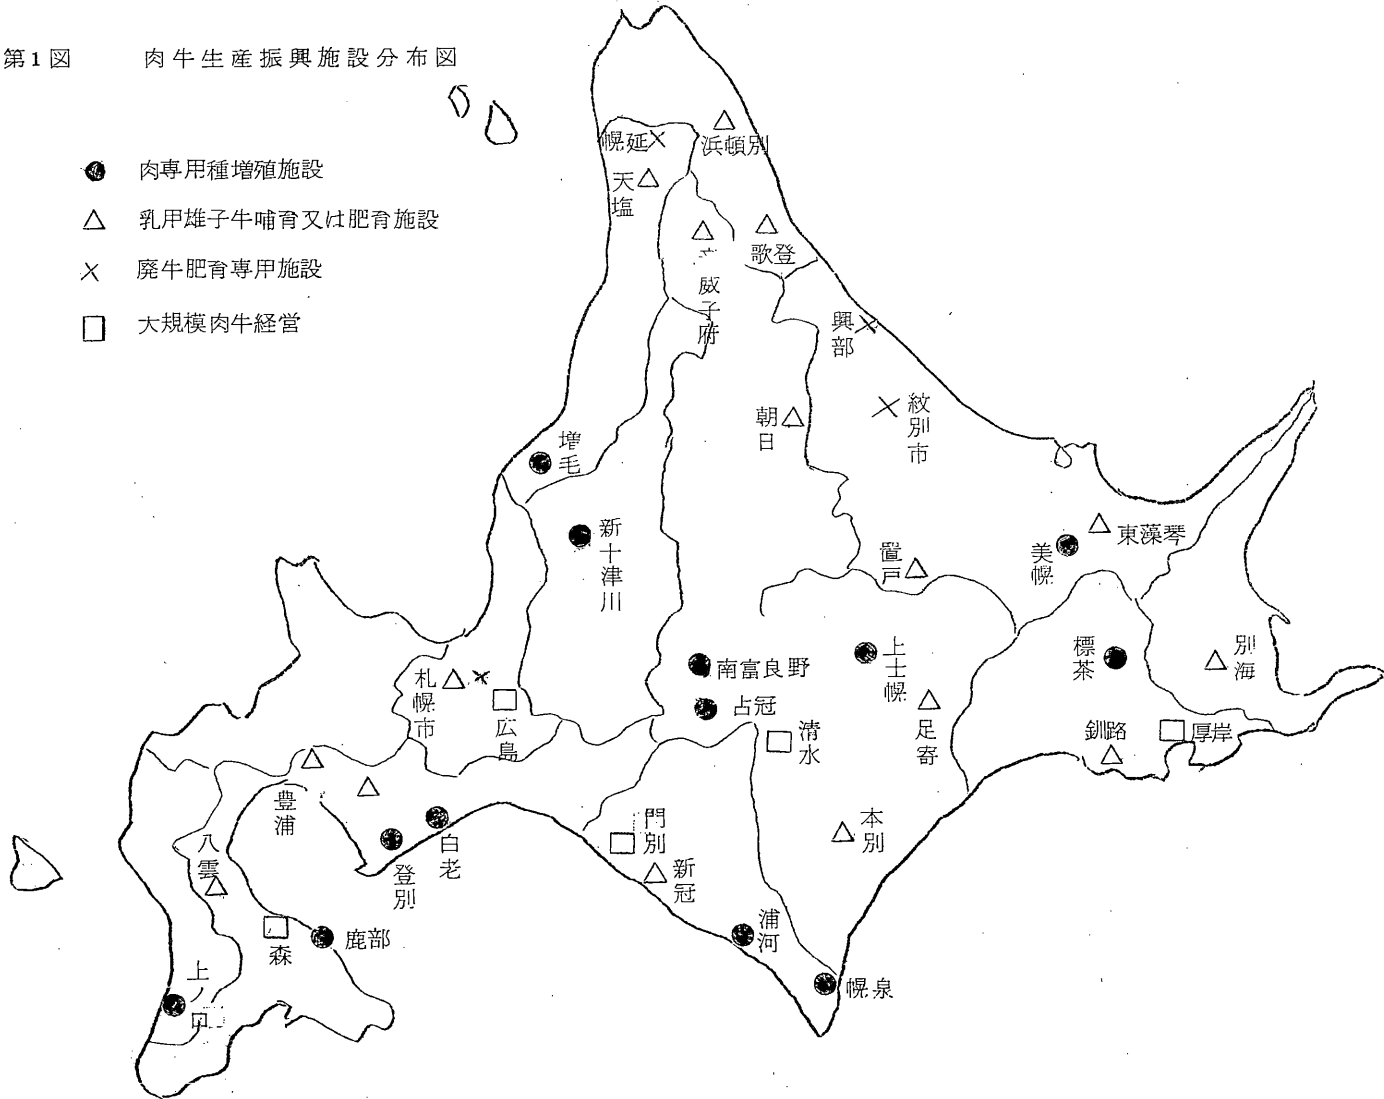 第1図 肉牛生産振興施設分布図
肉専用種増殖施設
乳用雄子牛哺育又は肥育施設
廃牛肥育専用施設
大規模肉牛経営
幌延
浜頓別
天塩
歌登
威子府
興部
紋別市
朝日
増毛
新十津川
置戸
美幌
東藻琴
標茶
別海
釧路
厚岸
南富良野
占冠
上士幌
足寄
清水
本別
札幌市
広島
豊浦
登別
白老
八雲
森
鹿部
上ノ
門別
新冠
浦河
幌泉